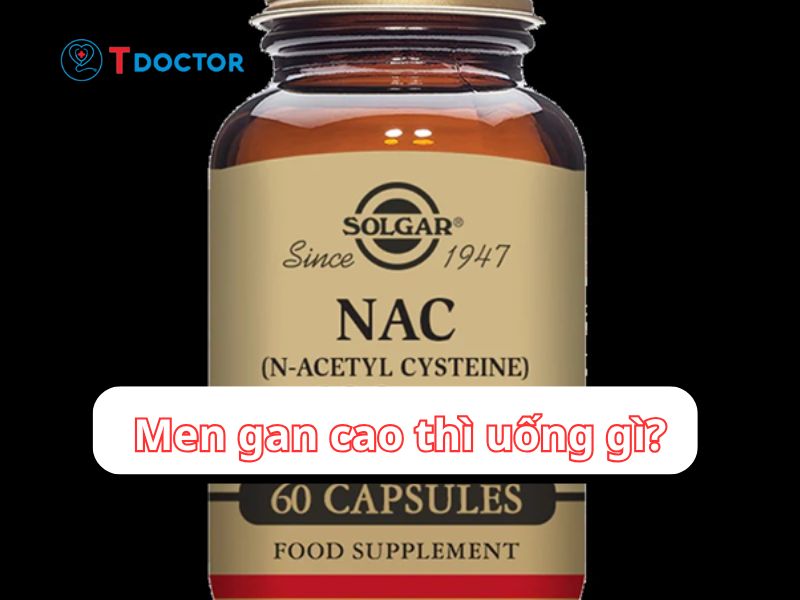 TDOCTOR
SOLGAR®
Since 1947
NAC
(N-ACETYL CYSTEINE)
Men gan cao thì uống gì?
60 CAPSULES
FOOD SUPPLEMENT